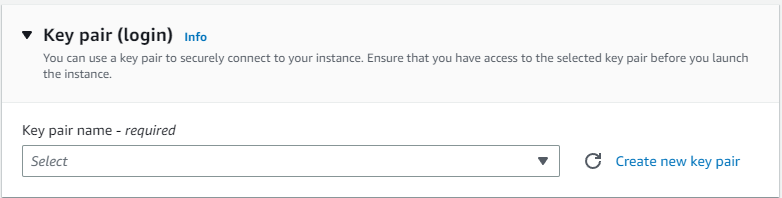 Key pair (login) Info
You can use a key pair to securely connect to your instance. Ensure that you have access to the selected key pair before you launch
the instance.
Key pair name - required
Select
Create new key pair